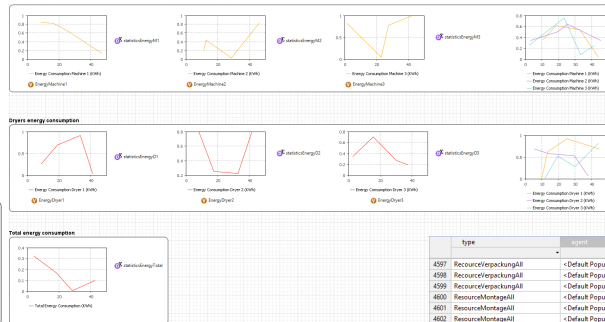 statisticsEnergyM1
statisticsEnergyM2
statisticsEnergyM3
Energy Consumption Machine 1 (KWh)
Energy Consumption Machine 2 (KWh)
Energy Consumption Machine 3 (KWh)
Energy Consumption Machine 1 (KWh)
Energy Consumption Machine 2 (KWh)
Energy Consumption Machine 3 (KWh)
EnergyMachine1
EnergyMachine2
EnergyMachine3
Dryers energy consumption
statisticsEnergyD1
statisticsEnergyD2
statisticsEnergyD3
Energy Consumption Dryer 1 (KWh)
Energy Consumption Dryer 2 (KWh)
Energy Consumption Dryer 3 (KWh)
Energy Consumption Dryer 1 (KWh)
Energy Consumption Dryer 2 (KWh)
Energy Consumption Dryer 3 (KWh)
EnergyDryer1
EnergyDryer2
EnergyDryer3
Total energy consumption
statisticsEnergyTotal
Total Energy Consumption (KWh)
type agent
4597 RecourceVerpackungAll <Default Popu
4598 RecourceVerpackungAll <Default Popu
4599 RecourceVerpackungAll <Default Popu
4600 RecourceMontageAll <Default Popu
4601 RecourceMontageAll <Default Popu
4602 RecourceMontageAll <Default Popu